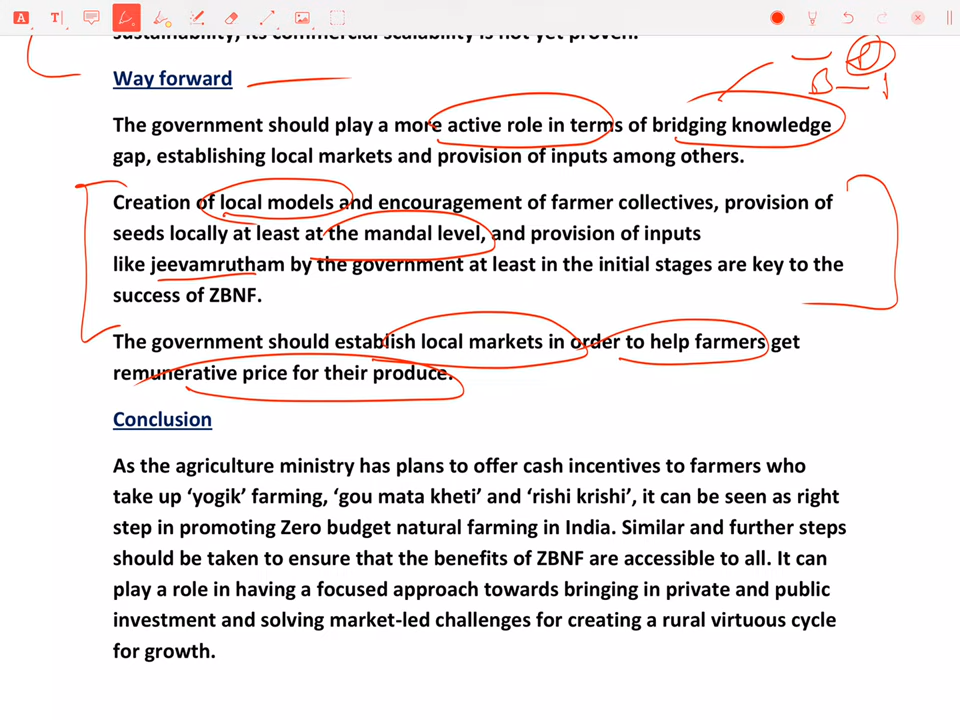 sustainability, its commercial scalability is not yet proven.
Way forward
The government should play a more active role in terms of bridging knowledge
gap, establishing local markets and provision of inputs among others.
Creation of local models and encouragement of farmer collectives, provision of
seeds locally at least at the mandal level, and provision of inputs
like jeevamrutham by the government at least in the initial stages are key to the
success of ZBNF.
The government should establish local markets in order to help farmers get
remunerative price for their produce.
Conclusion
As the agriculture ministry has plans to offer cash incentives to farmers who
take up ‘yogik’ farming, ‘gou mata kheti’ and ‘rishi krishi’, it can be seen as right
step in promoting Zero budget natural farming in India. Similar and further steps
should be taken to ensure that the benefits of ZBNF are accessible to all. It can
play a role in having a focused approach towards bringing in private and public
investment and solving market-led challenges for creating a rural virtuous cycle
for growth.